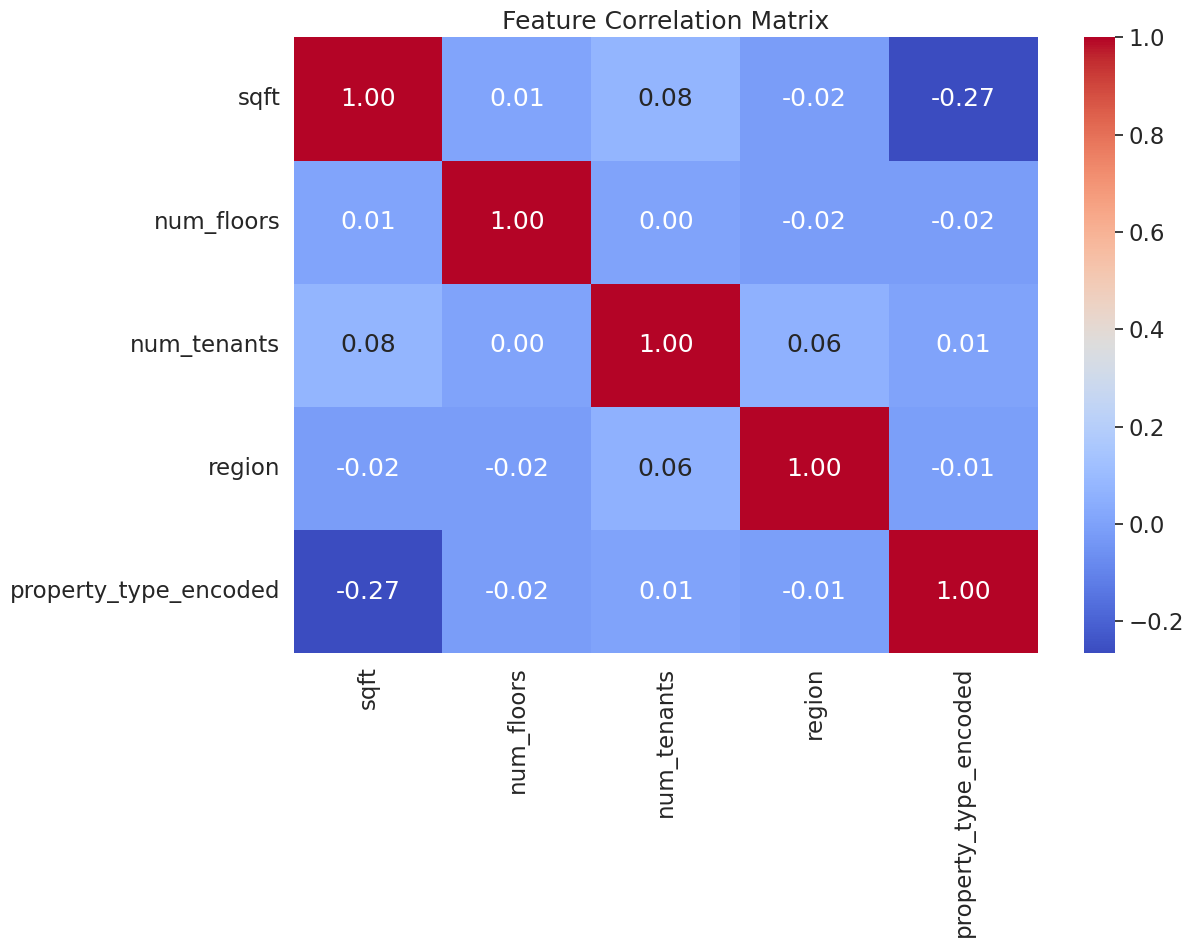 Feature Correlation Matrix
sqft 1.00 0.01 0.08 -0.02 -0.27
num_floors 0.01 1.00 0.00 -0.02 -0.02
num_tenants 0.08 0.00 1.00 0.06 0.01
region -0.02 -0.02 0.06 1.00 -0.01
property_type_encoded -0.27 -0.02 0.01 -0.01 1.00
sqft
num_floors
num_tenants
region
property_type_encoded
1.0
0.8
0.6
0.4
0.2
0.0
−0.2